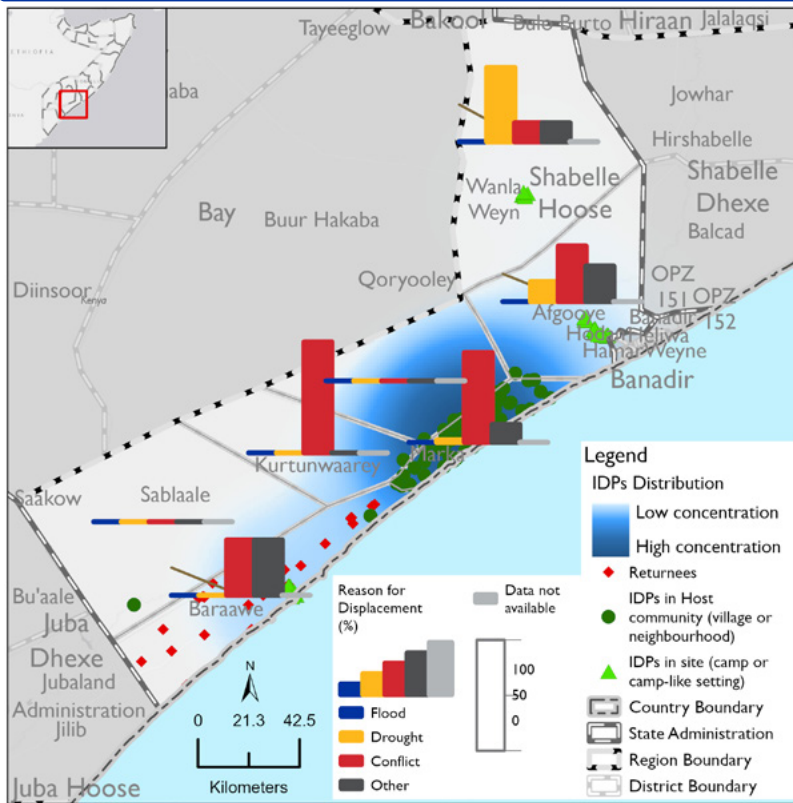 ETHIOPIA
Tayeeglow
Bakool
Bulo Burto
Hiraan
Jalalaqsi
aba
Jowhar
Hirshabelle
Shabelle
Dhexe
Balcad
Wanla
Weyn
Shabelle
Hoose
Bay
Buur Hakaba
Diinsoor
Kenya
Qoryooley
OPZ
151
OPZ
152
Afgooye
Banadir
Heliwa
HamarWeyne
Banadir
Kurtunwaarey
Marka
Saakow
Sablaale
Bu'aale
Baraawe
Juba
Dhexe
Jubaland
Administration
Jilib
Juba Hoose
N
0 21.3 42.5
Kilometers
Legend
IDPs Distribution
Low concentration
High concentration
Returnees
IDPs in Host
community (village or
neighbourhood)
IDPs in site (camp or
camp-like setting)
Country Boundary
State Administration
Region Boundary
District Boundary
Reason for
Displacement
(%)
Data not
available
100
50
0
Flood
Drought
Conflict
Other